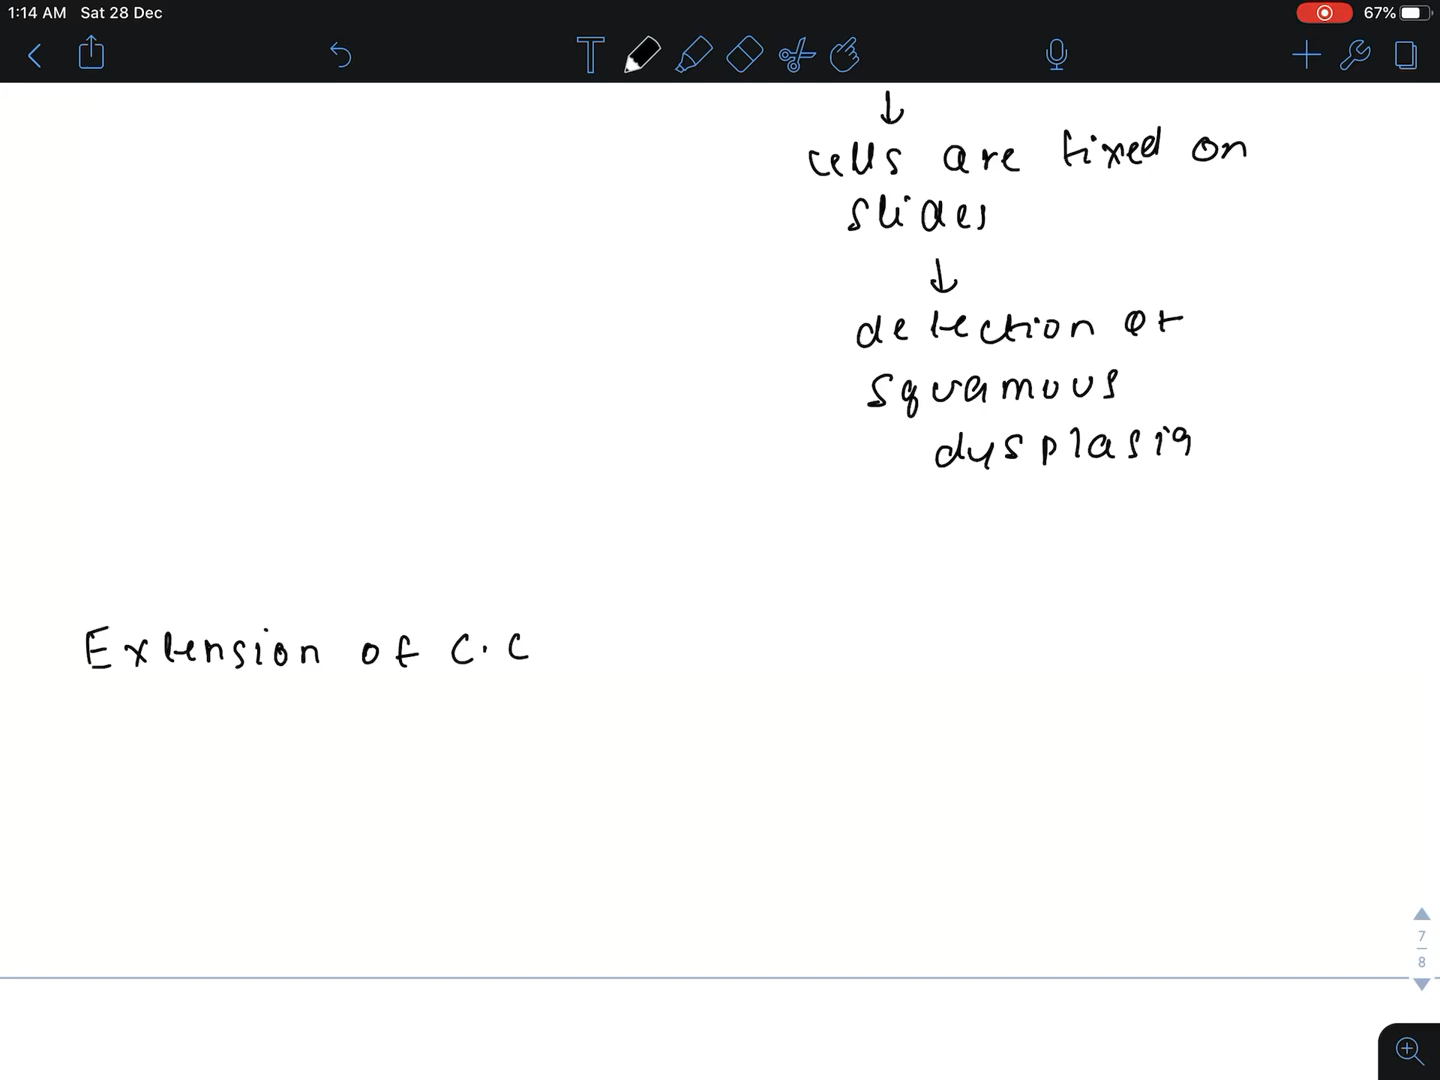 1:14 AM Sat 28 Dec
67%
T
cells are fixed on
slides
detection of
squamous
dysplasia
Extension of C.C
7
8